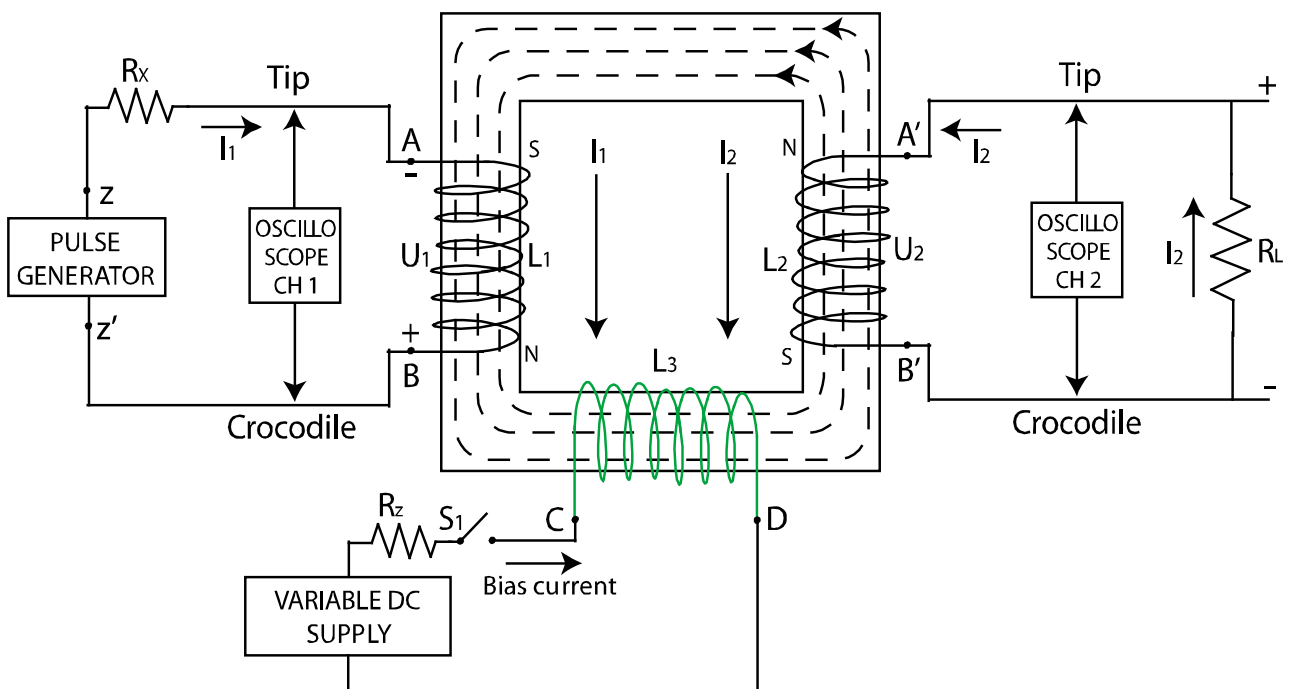 Rx
Tip
I1
A
-
z
PULSE
GENERATOR
z'
OSCILLO
SCOPE
CH 1
U1
L1
S
N
+
B
Crocodile
I1
I2
N
S
L2
U2
A'
B'
L3
Tip
I2
+
OSCILLO
SCOPE
CH 2
I2
RL
-
Crocodile
Rz
S1
C
D
Bias current
VARIABLE DC
SUPPLY